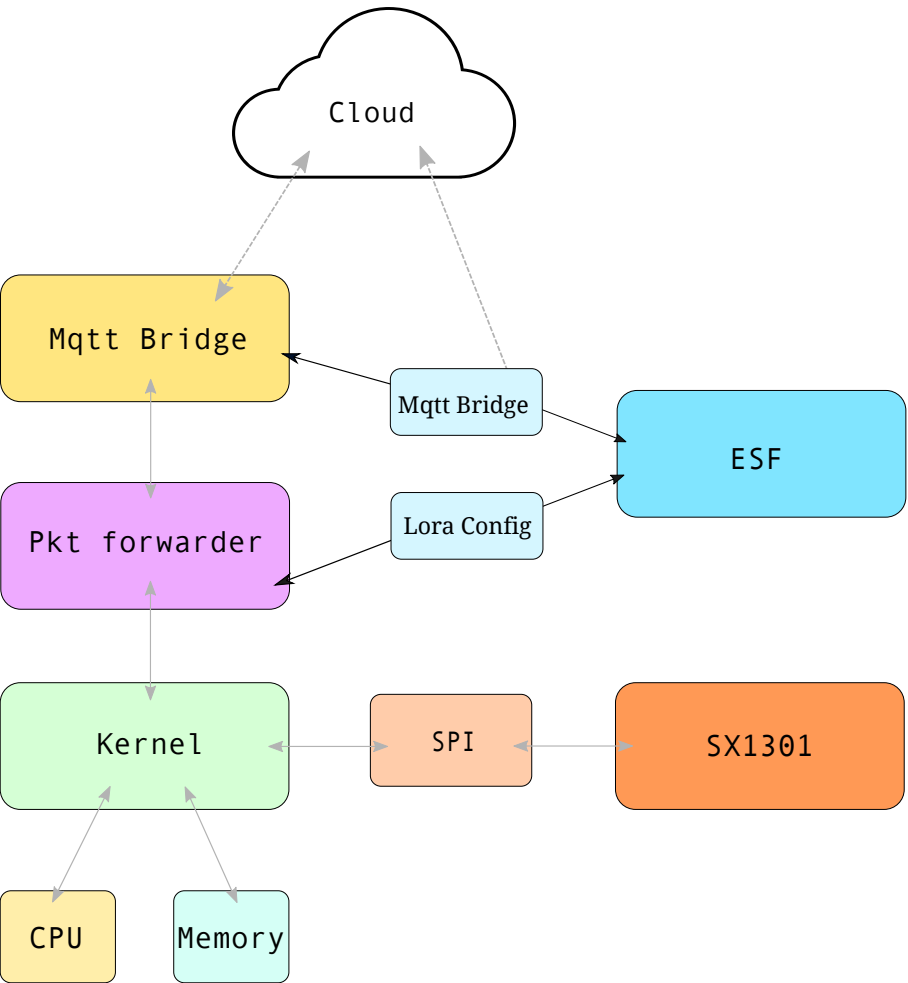 Cloud
Mqtt Bridge
Mqtt Bridge
ESF
Pkt forwarder
Lora Config
Kernel
SPI
SX1301
CPU
Memory